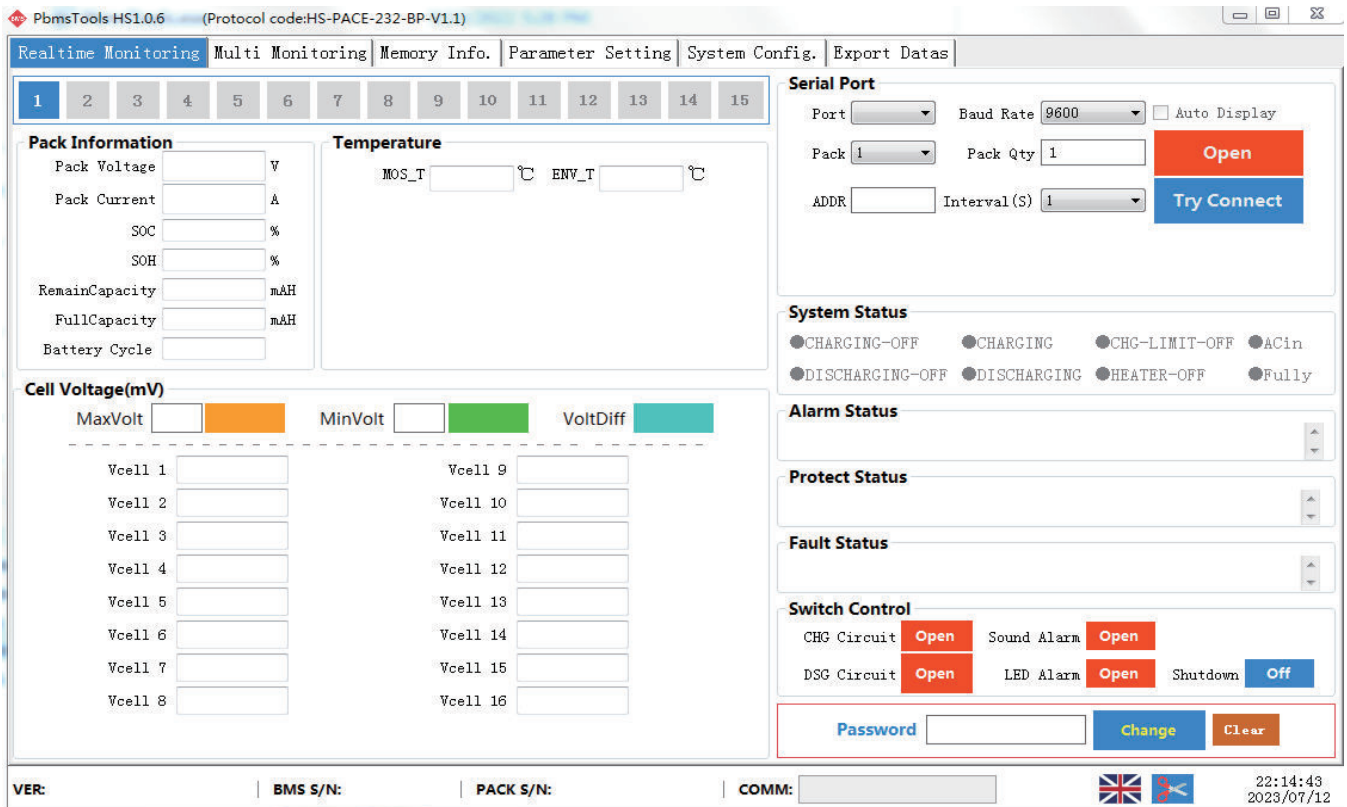 PbmsTools HS1.0.6 (Protocol code:HS-PACE-232-BP-V1.1)
Realtime Monitoring Multi Monitoring Memory Info. Parameter Setting System Config. Export Datas
1 2 3 4 5 6 7 8 9 10 11 12 13 14 15
Pack Information
Pack Voltage V
Pack Current A
SOC %
SOH %
RemainCapacity mAH
FullCapacity mAH
Battery Cycle
Temperature
MOS_T ℃ ENV_T ℃
Cell Voltage(mV)
MaxVolt MinVolt VoltDiff
Vcell 1 Vcell 9
Vcell 2 Vcell 10
Vcell 3 Vcell 11
Vcell 4 Vcell 12
Vcell 5 Vcell 13
Vcell 6 Vcell 14
Vcell 7 Vcell 15
Vcell 8 Vcell 16
Serial Port
Port Baud Rate 9600 Auto Display
Pack 1 Pack Qty 1 Open
ADDR Interval(S) 1 Try Connect
System Status
CHARGING-OFF CHARGING CHG-LIMIT-OFF ACin
DISCHARGING-OFF DISCHARGING HEATER-OFF Fully
Alarm Status
Protect Status
Fault Status
Switch Control
CHG Circuit Open Sound Alarm Open
DSG Circuit Open LED Alarm Open Shutdown Off
Password Change Clear
VER: BMS S/N: PACK S/N: COMM: 22:14:43
2023/07/12